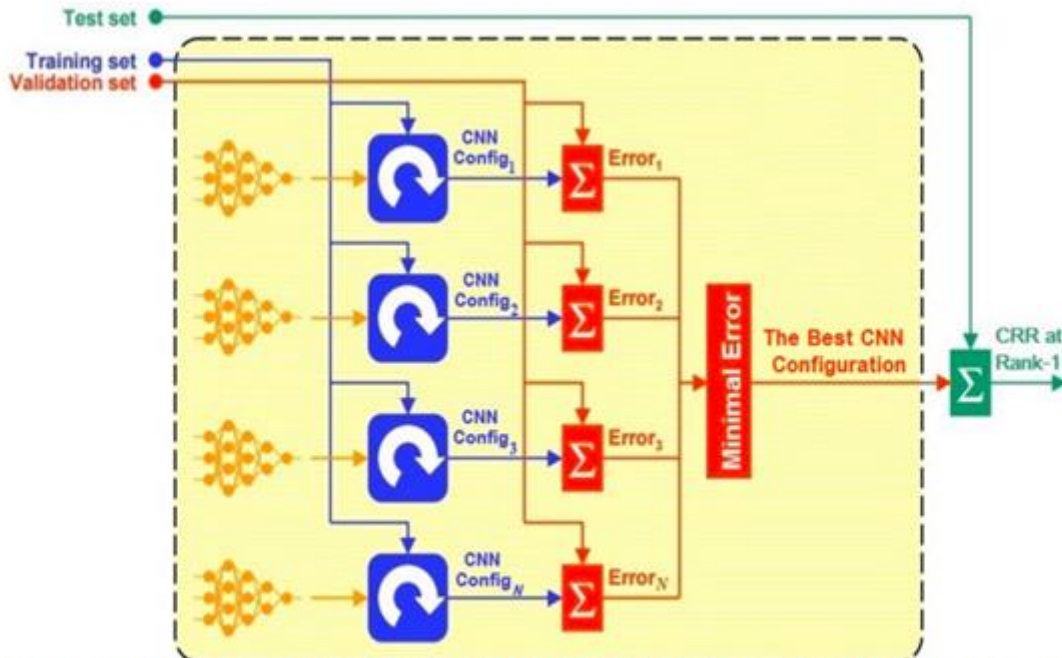 Test set
Training set
Validation set
CNN
Config1
Error1
Σ
CNN
Config2
Error2
Σ
CNN
Config3
Error3
Σ
CNN
ConfigN
ErrorN
Σ
Minimal Error
The Best CNN
Configuration
Σ
CRR at
Rank-1